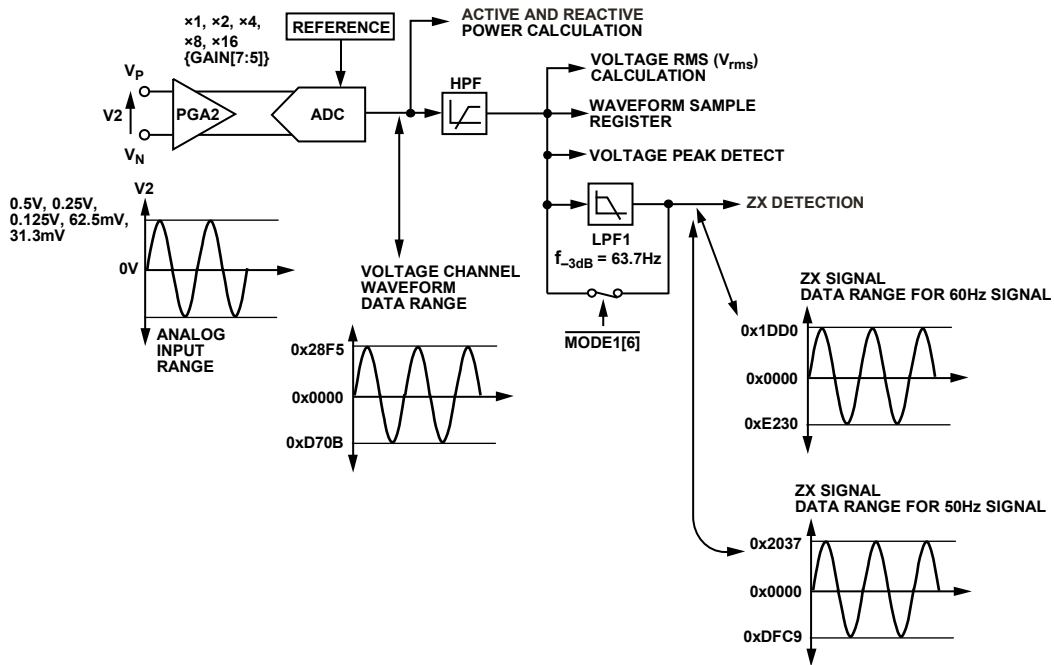 ×1, ×2, ×4,
×8, ×16
{GAIN[7:5]}
REFERENCE
ACTIVE AND REACTIVE
POWER CALCULATION
VP
V2
VN
PGA2
ADC
HPF
VOLTAGE RMS (Vrms)
CALCULATION
WAVEFORM SAMPLE
REGISTER
VOLTAGE PEAK DETECT
ZX DETECTION
LPF1
f–3dB = 63.7Hz
MODE1[6]
V2
0.5V, 0.25V,
0.125V, 62.5mV,
31.3mV
0V
ANALOG
INPUT
RANGE
VOLTAGE CHANNEL
WAVEFORM
DATA RANGE
0x28F5
0x0000
0xD70B
ZX SIGNAL
DATA RANGE FOR 60Hz SIGNAL
0x1DD0
0x0000
0xE230
ZX SIGNAL
DATA RANGE FOR 50Hz SIGNAL
0x2037
0x0000
0xDFC9